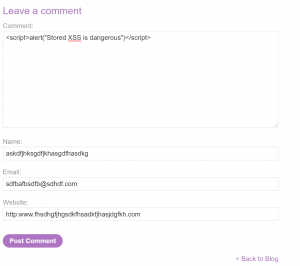 Leave a comment
Comment:
<script>alert("Stored XSS is dangerous")</script>
Name:
askdfjhksgdfjkhasgdfhasdkg
Email:
sdfbafbsdfb@sdhdf.com
Website:
http:www.fhsdhgfjhgsdkfhsadkfjhasjdgfkh.com
Post Comment
< Back to Blog